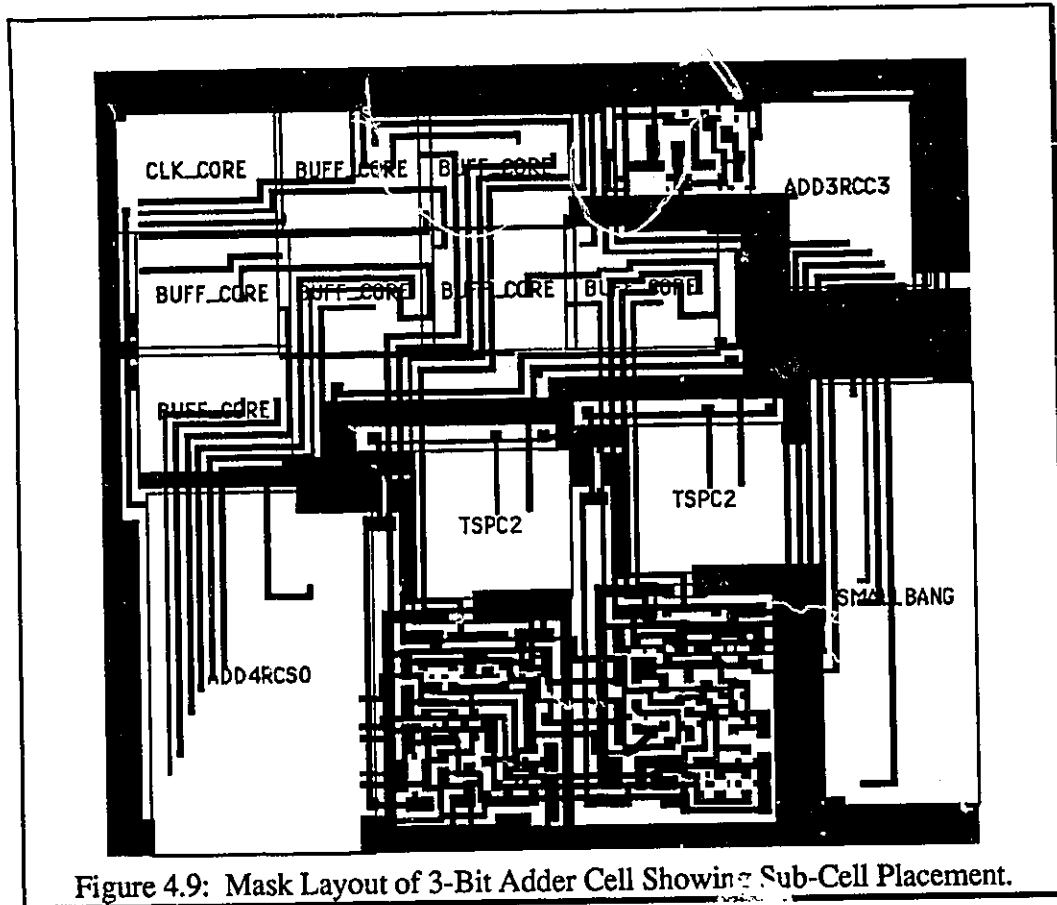 CLK_CORE BUFF_CORE BUFF_CORE
ADD3RCC3
BUFF_CORE BUFF_CORE BUFF_CORE BUFF_CORE
BUFF_CORE
TSPC2 TSPC2
SMALLBANG
ADD4RCS0
Figure 4.9: Mask Layout of 3-Bit Adder Cell Showing Sub-Cell Placement.